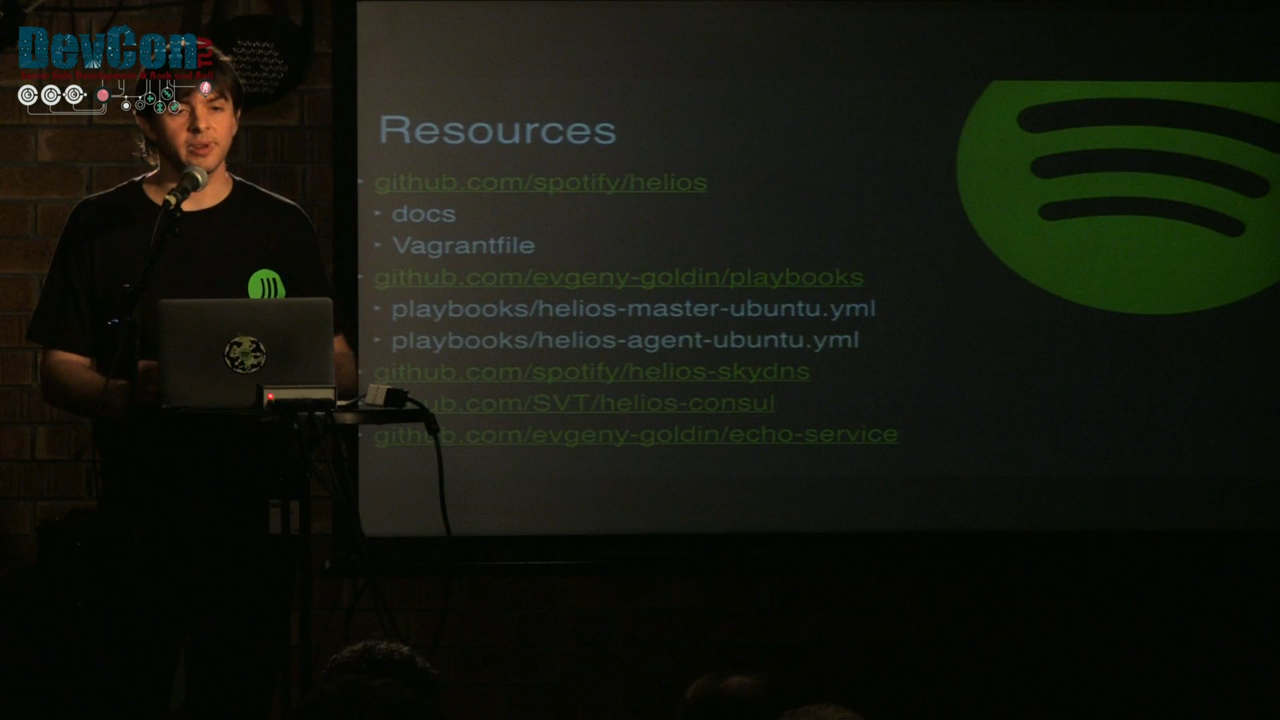 DevCon
Resources
github.com/spotify/helios
docs
Vagrantfile
github.com/evgeny-goldin/playbooks
playbooks/helios-master-ubuntu.yml
playbooks/helios-agent-ubuntu.yml
github.com/spotify/helios-skydns
ub.com/SVT/helios-consul
github.com/evgeny-goldin/echo-service